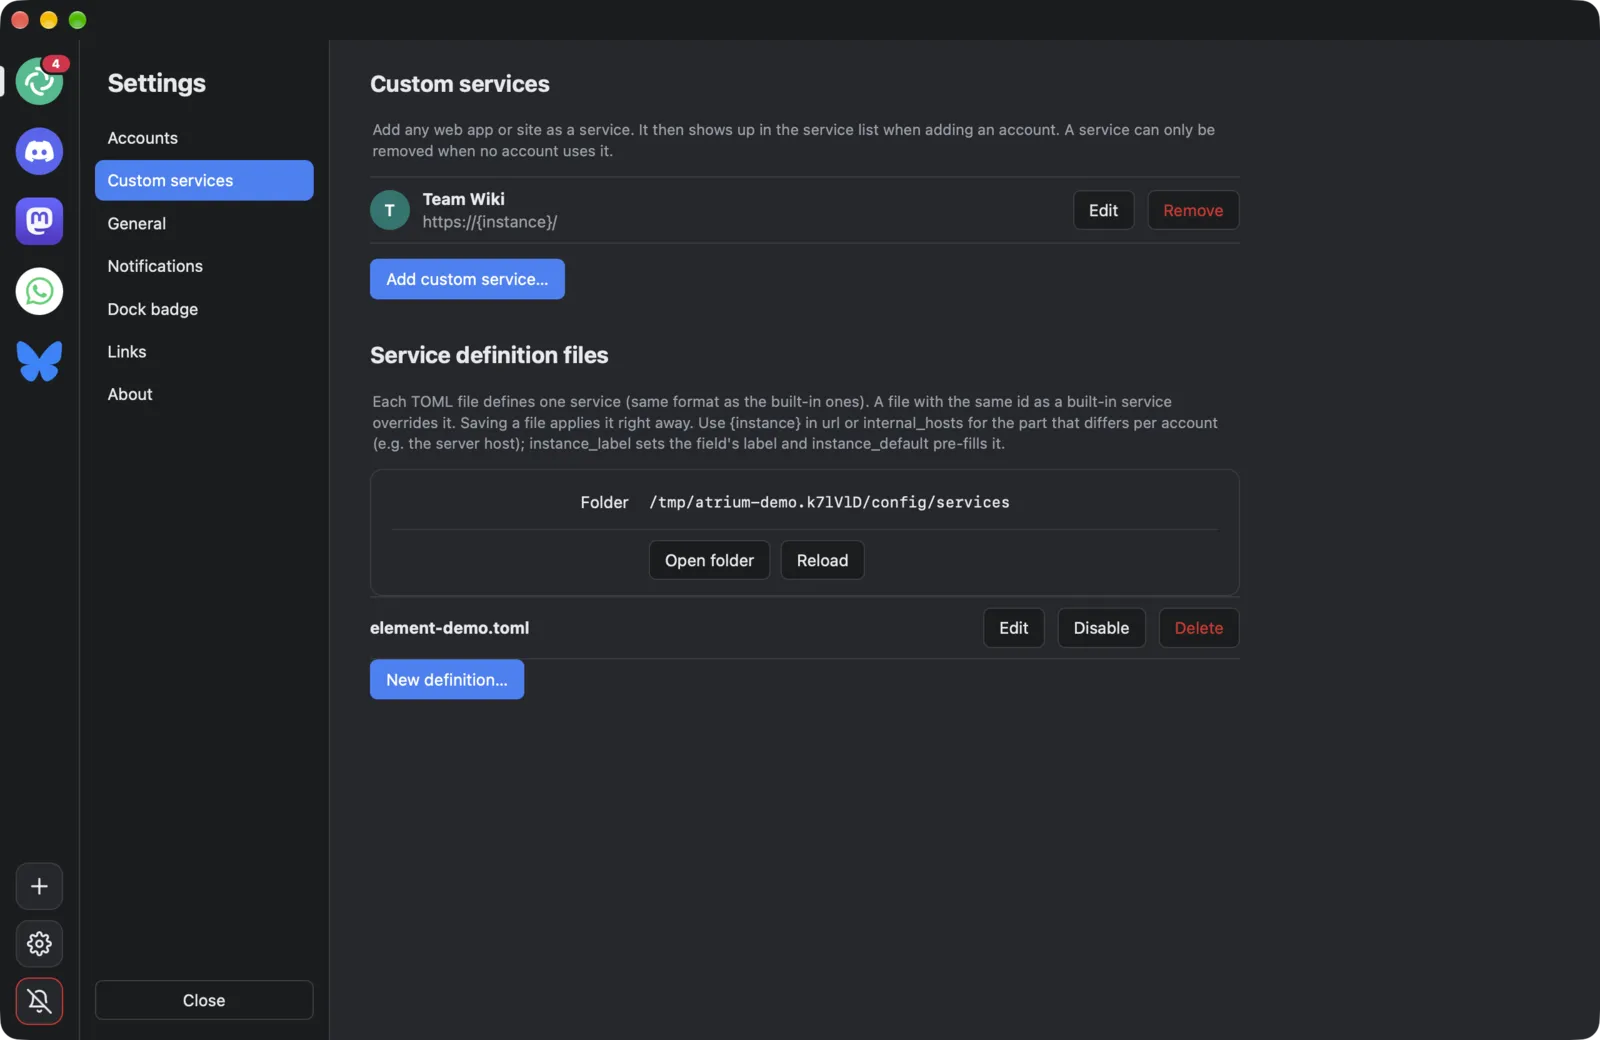 4
Settings
Accounts
Custom services
General
Notifications
Dock badge
Links
About
Close
Custom services
Add any web app or site as a service. It then shows up in the service list when adding an account. A service can only be
removed when no account uses it.
T
Team Wiki
https://{instance}/
Edit
Remove
Add custom service...
Service definition files
Each TOML file defines one service (same format as the built-in ones). A file with the same id as a built-in service
overrides it. Saving a file applies it right away. Use {instance} in url or internal_hosts for the part that differs per account
(e.g. the server host); instance_label sets the field's label and instance_default pre-fills it.
Folder /tmp/atrium-demo.k7lVlD/config/services
Open folder
Reload
element-demo.toml
Edit
Disable
Delete
New definition...